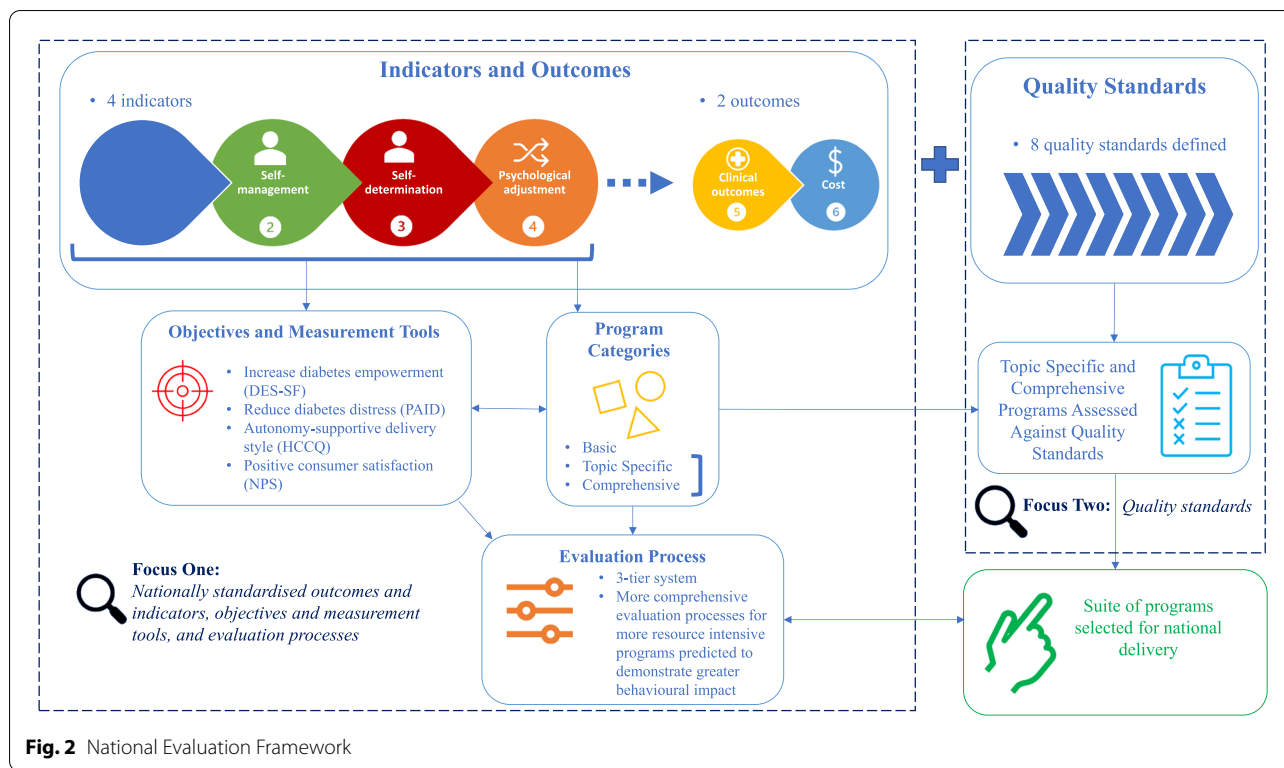 Indicators and Outcomes
• 4 indicators
• 2 outcomes
Self-
management
2
Self-
determination
3
Psychological
adjustment
4
Clinical
outcomes
5
$
Cost
6
Quality Standards
• 8 quality standards defined
Objectives and Measurement Tools
• Increase diabetes empowerment
(DES-SF)
• Reduce diabetes distress (PAID)
• Autonomy-supportive delivery
style (HCCQ)
• Positive consumer satisfaction
(NPS)
Program
Categories
• Basic
• Topic Specific
• Comprehensive
Topic Specific and
Comprehensive
Programs Assessed
Against Quality
Standards
Focus Two: Quality standards
Focus One:
Nationally standardised outcomes and
indicators, objectives and measurement
tools, and evaluation processes
Evaluation Process
• 3-tier system
• More comprehensive
evaluation processes for
more resource intensive
programs predicted to
demonstrate greater
behavioural impact
Suite of programs
selected for national
delivery
Fig. 2 National Evaluation Framework